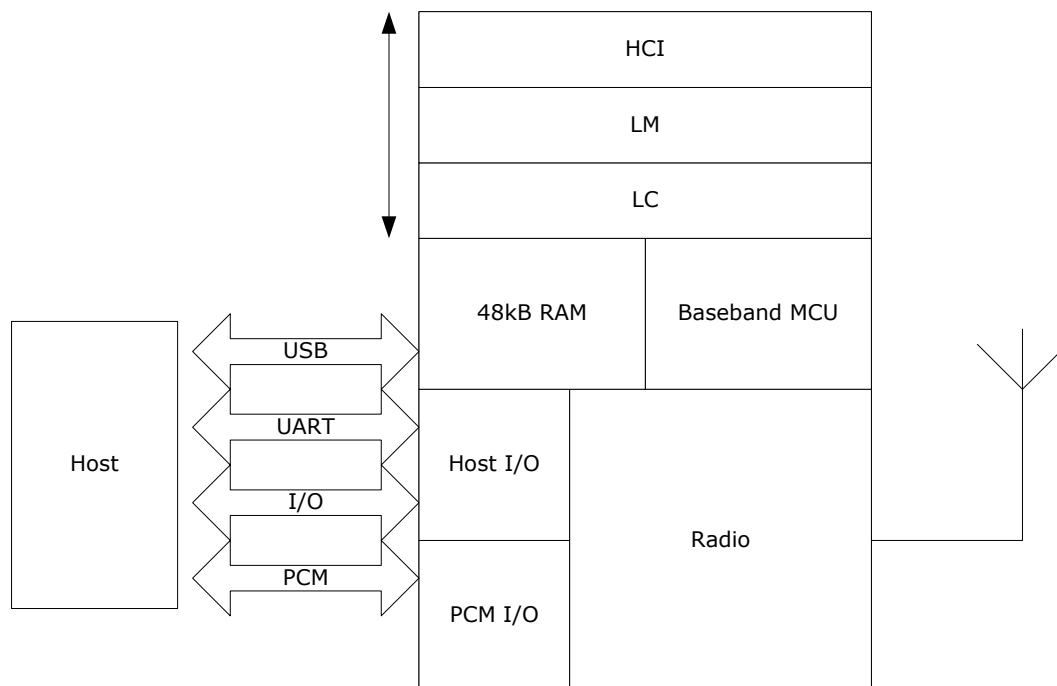 HCI
LM
LC
48kB RAM
Baseband MCU
USB
UART
Host
Host I/O
I/O
Radio
PCM
PCM I/O